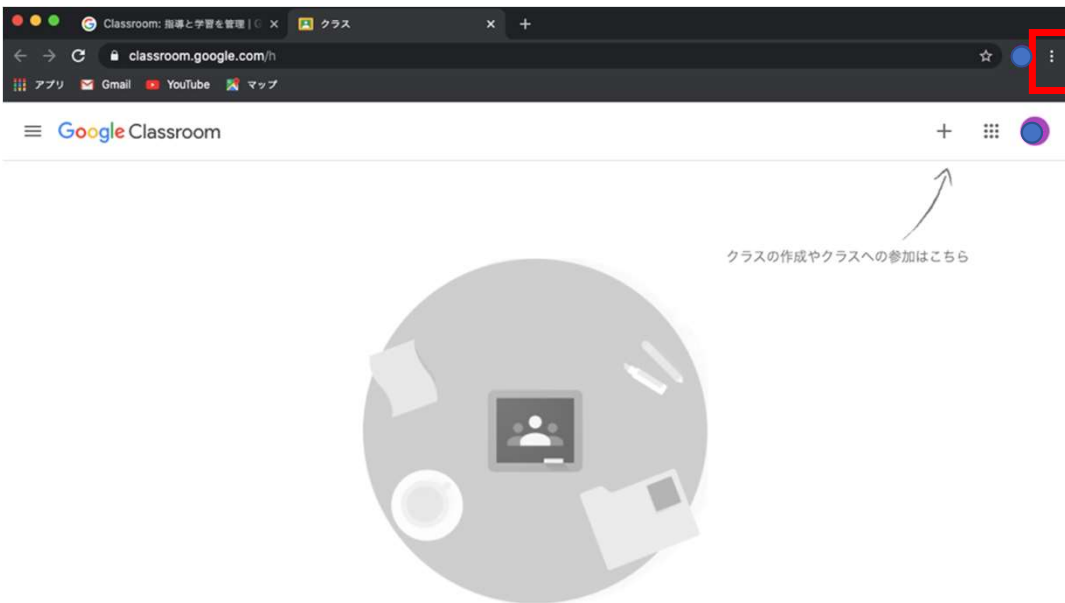 Classroom: 指導と学習を管理 | G
クラス
classroom.google.com/h
アプリ Gmail YouTube マップ
Google Classroom
クラスの作成やクラスへの参加はこちら